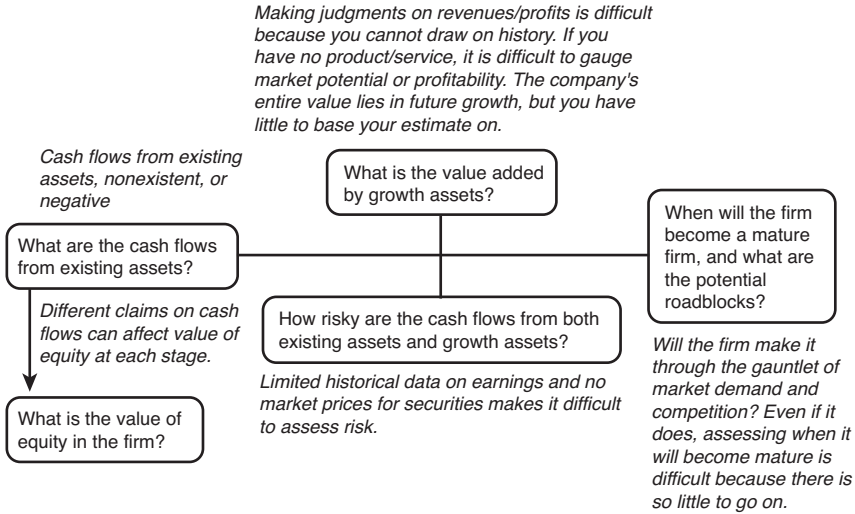 Making judgments on revenues/profits is difficult
because you cannot draw on history. If you
have no product/service, it is difficult to gauge
market potential or profitability. The company's
entire value lies in future growth, but you have
little to base your estimate on.
Cash flows from existing
assets, nonexistent, or
negative
What is the value added
by growth assets?
What are the cash flows
from existing assets?
When will the firm
become a mature
firm, and what are
the potential
roadblocks?
Different claims on cash
flows can affect value of
equity at each stage.
How risky are the cash flows from both
existing assets and growth assets?
Limited historical data on earnings and no
market prices for securities makes it difficult
to assess risk.
What is the value of
equity in the firm?
Will the firm make it
through the gauntlet of
market demand and
competition? Even if it
does, assessing when it
will become mature is
difficult because there is
so little to go on.